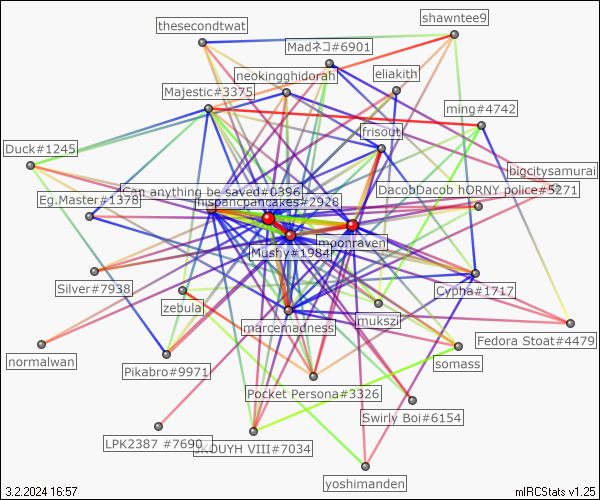 shawntee9
thesecondtwat
Madネコ#6901
neokingghidorah
eliakith
Majestic#3375
ming#4742
frisout
Duck#1245
bigcitysamurai
Can anything be saved#0396
DacobDacob hORNY police#5271
Eg.Master#1378
hispancpancakes#2928
moonraven
Mushy#1984
Silver#7938
Cypha#1717
zebula
mukszi
marcemadness
Fedora Stoat#4479
normalwan
somass
Pikabro#9971
Pocket Persona#3326
Swirly Boi#6154
LPK2387 #7690
JKOUYH VIII#7034
yoshimanden
3.2.2024 16:57
mIRCStats v1.25